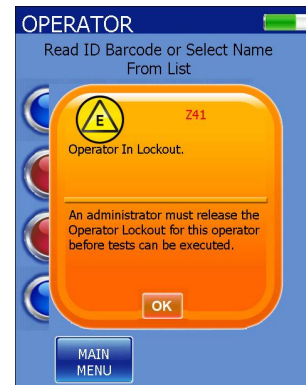 OPERATOR
Read ID Barcode or Select Name
From List
E
Z41
Operator In Lockout.
An administrator must release the
Operator Lockout for this operator
before tests can be executed.
OK
MAIN
MENU